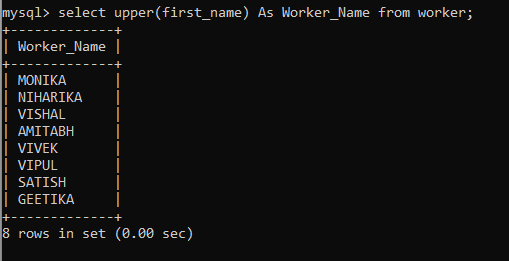 mysql> select upper(first_name) As Worker_Name from worker;
+-------------+
| Worker_Name |
+-------------+
| MONIKA      |
| NIHARIKA    |
| VISHAL      |
| AMITABH     |
| VIVEK       |
| VIPUL       |
| SATISH      |
| GEETIKA     |
+-------------+
8 rows in set (0.00 sec)